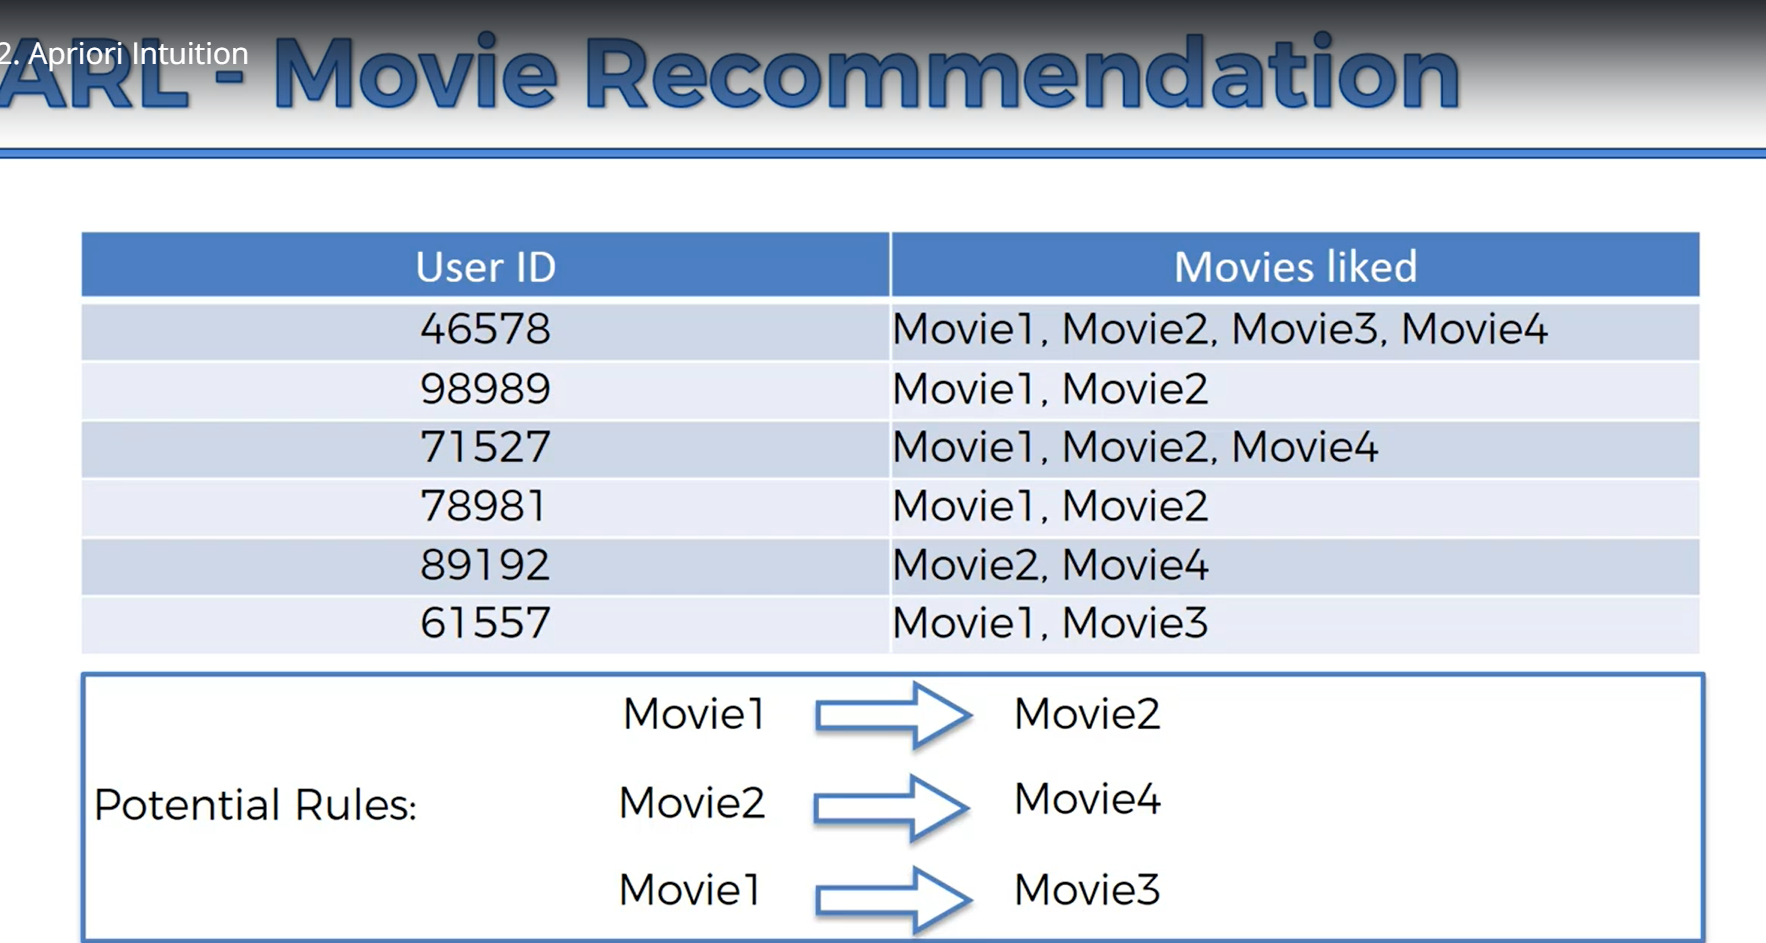 2. Apriori Intuition
ARL - Movie Recommendation
User ID Movies liked
46578 Movie1, Movie2, Movie3, Movie4
98989 Movie1, Movie2
71527 Movie1, Movie2, Movie4
78981 Movie1, Movie2
89192 Movie2, Movie4
61557 Movie1, Movie3
Movie1 Movie2
Potential Rules: Movie2 Movie4
Movie1 Movie3